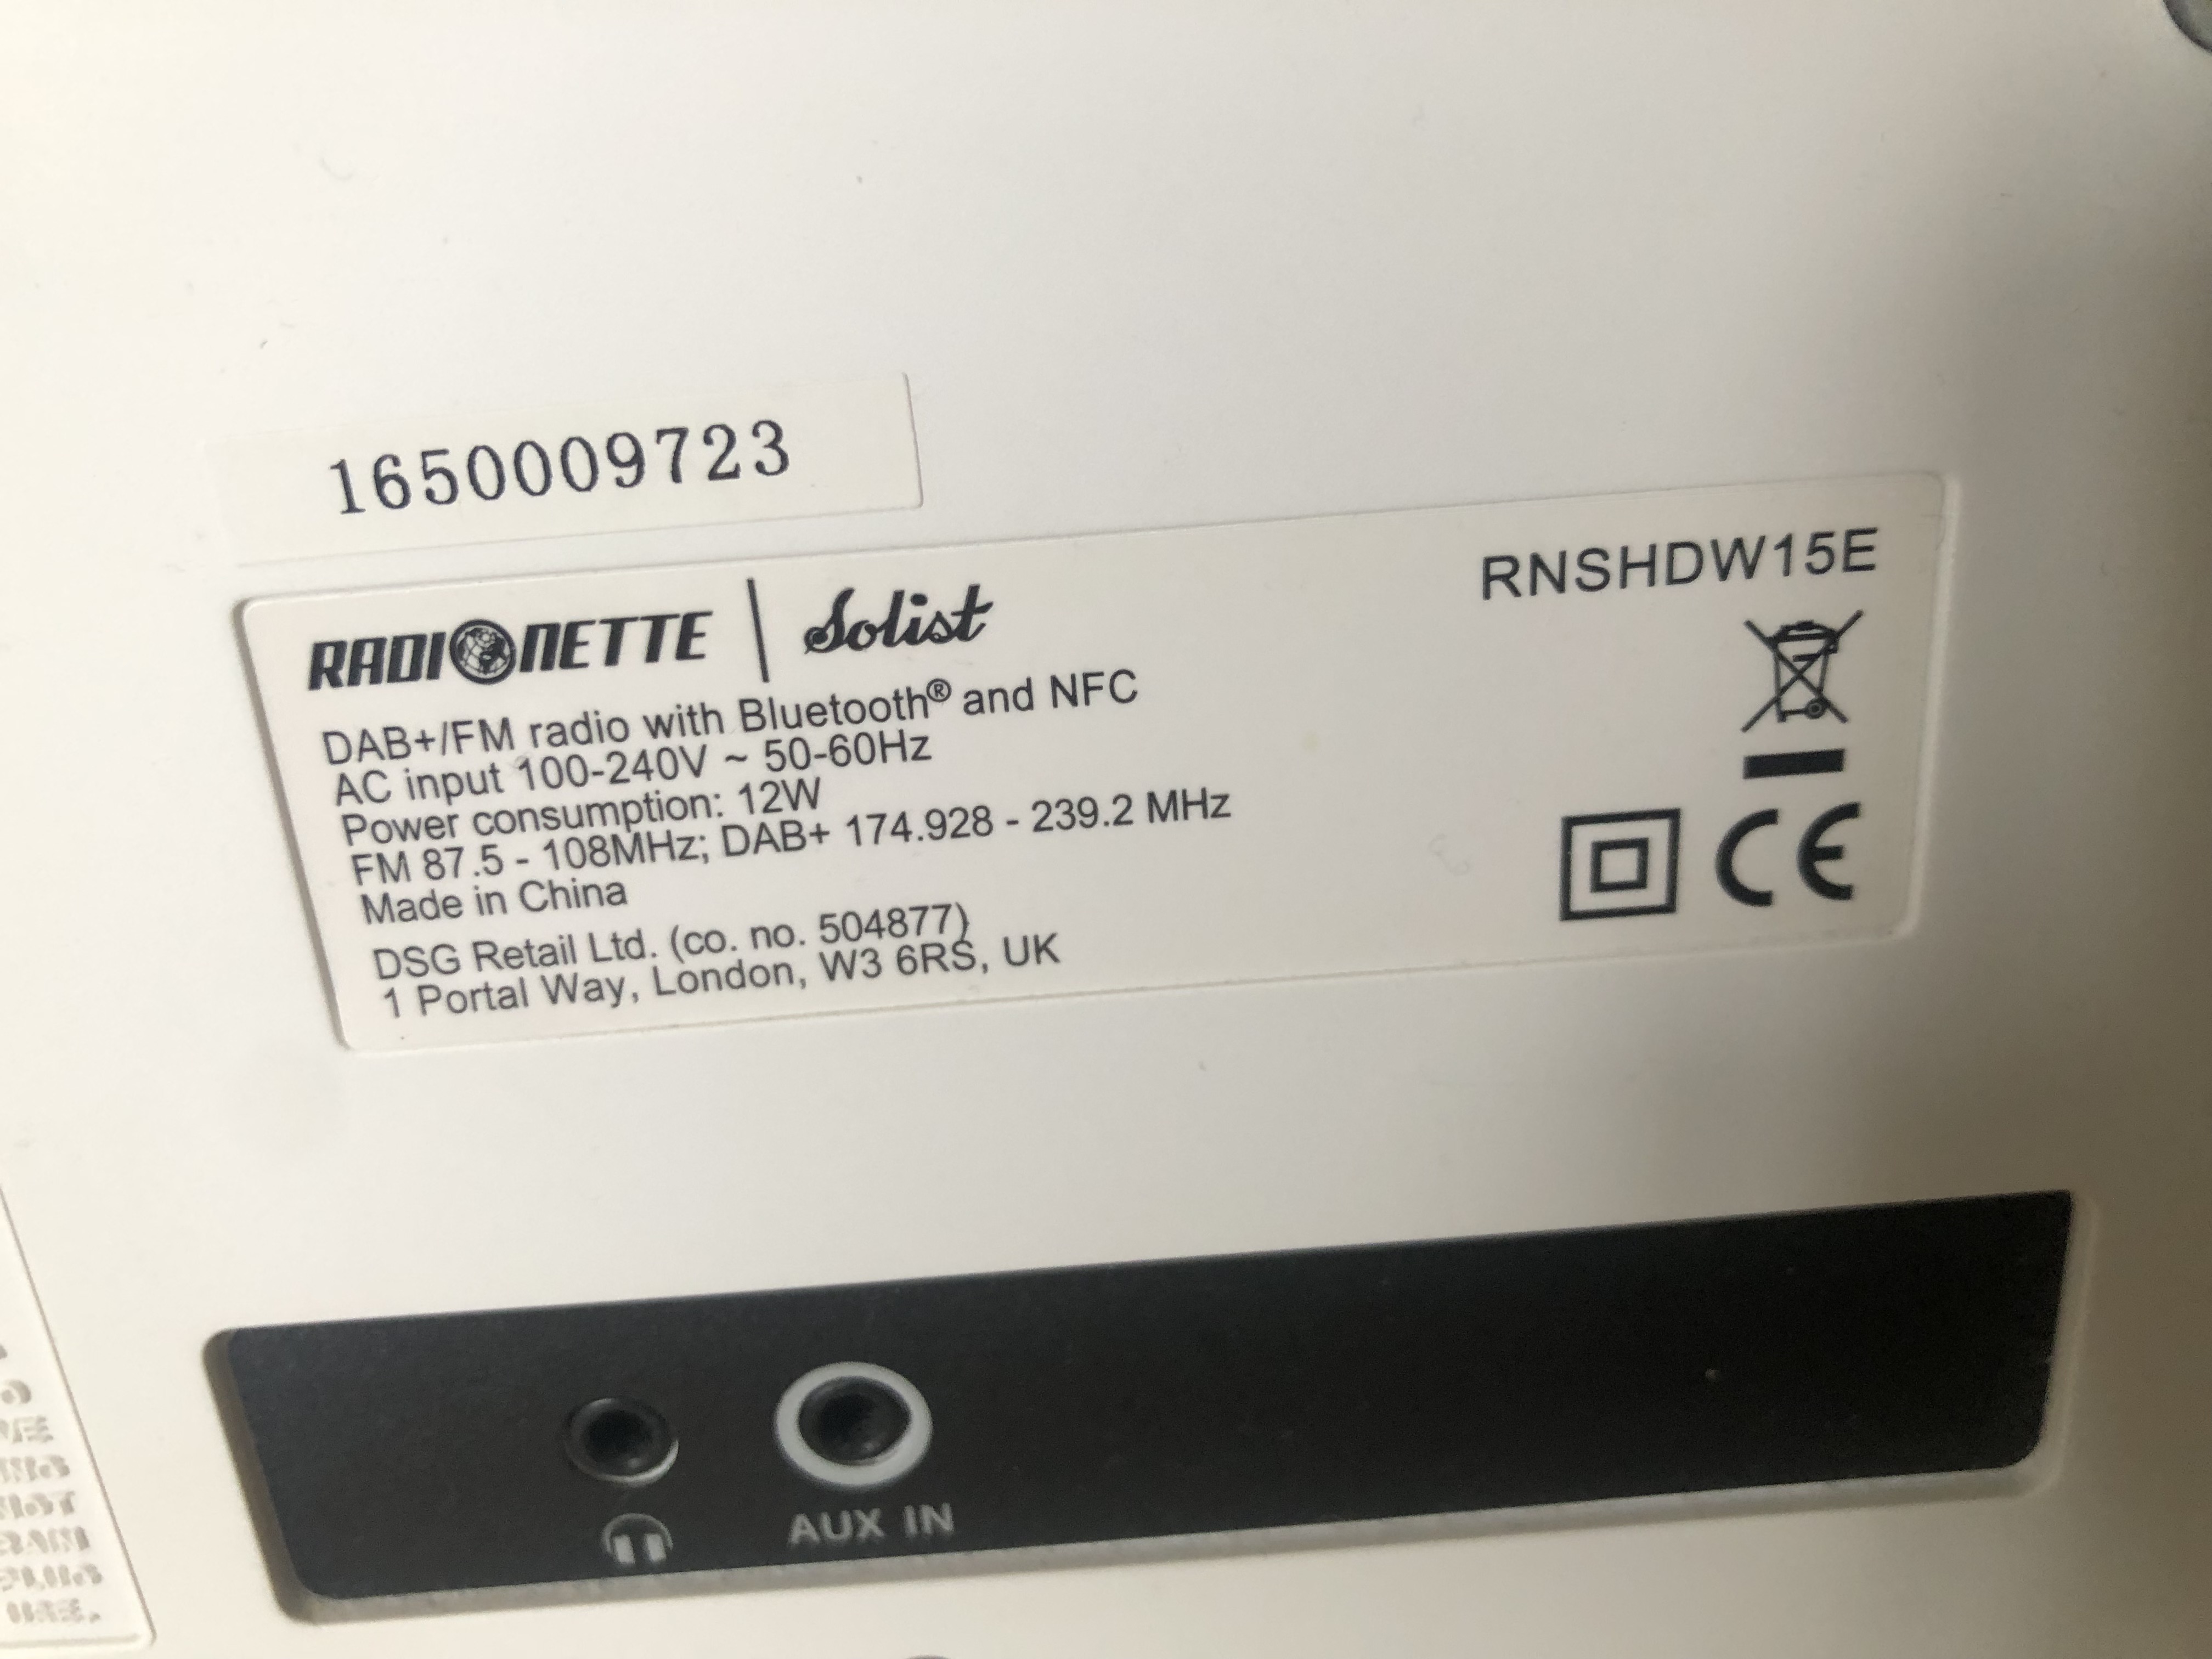 1650009723
RADIONETTE | Solist
RNSHDW15E
DAB+/FM radio with Bluetooth® and NFC
AC input 100-240V ~ 50-60Hz
Power consumption: 12W
FM 87.5 - 108MHz; DAB+ 174.928 - 239.2 MHz
Made in China
DSG Retail Ltd. (co. no. 504877)
1 Portal Way, London, W3 6RS, UK
CE
AUX IN